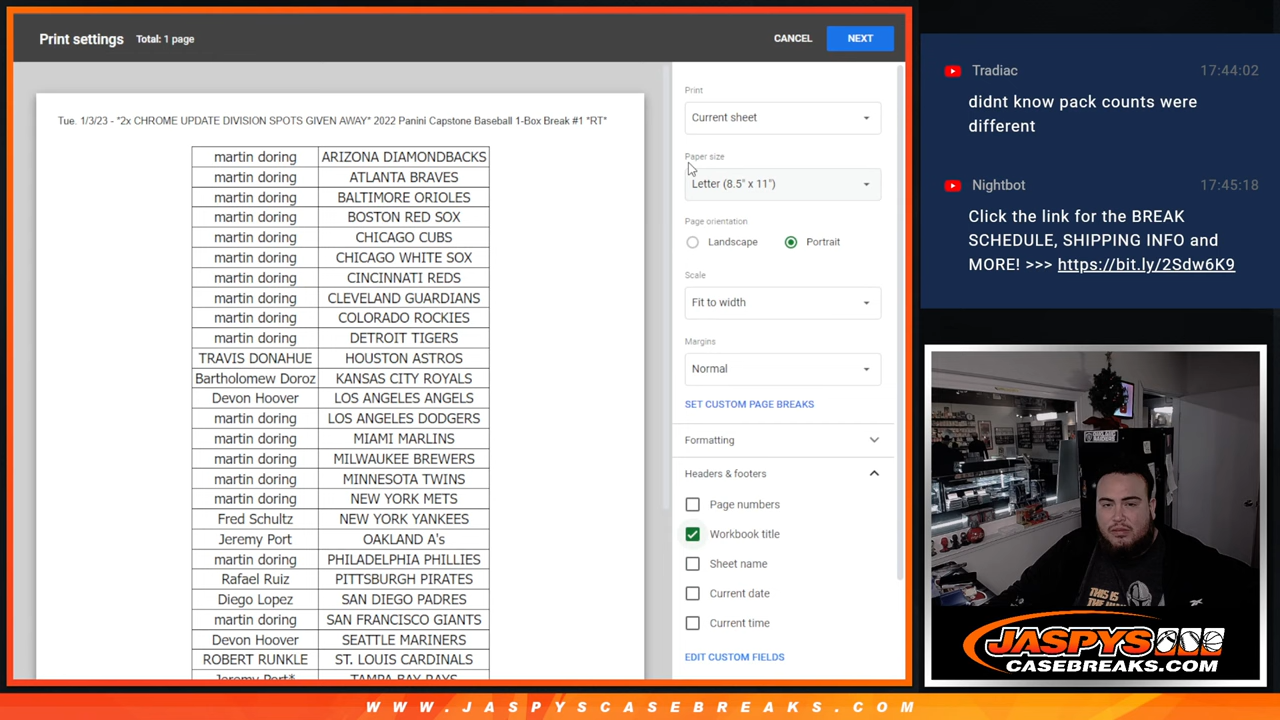 Print settings Total: 1 page
CANCEL
NEXT
Tue. 1/3/23 - "2x CHROME UPDATE DIVISION SPOTS GIVEN AWAY" 2022 Panini Capstone Baseball 1-Box Break #1 "RT"
martin doring ARIZONA DIAMONDBACKS
martin doring ATLANTA BRAVES
martin doring BALTIMORE ORIOLES
martin doring BOSTON RED SOX
martin doring CHICAGO CUBS
martin doring CHICAGO WHITE SOX
martin doring CINCINNATI REDS
martin doring CLEVELAND GUARDIANS
martin doring COLORADO ROCKIES
martin doring DETROIT TIGERS
TRAVIS DONAHUE HOUSTON ASTROS
Bartholomew Doroz KANSAS CITY ROYALS
Devon Hoover LOS ANGELES ANGELS
martin doring LOS ANGELES DODGERS
martin doring MIAMI MARLINS
martin doring MILWAUKEE BREWERS
martin doring MINNESOTA TWINS
martin doring NEW YORK METS
Fred Schultz NEW YORK YANKEES
Jeremy Port OAKLAND A's
martin doring PHILADELPHIA PHILLIES
Rafael Ruiz PITTSBURGH PIRATES
Diego Lopez SAN DIEGO PADRES
martin doring SAN FRANCISCO GIANTS
Devon Hoover SEATTLE MARINERS
ROBERT RUNKLE ST. LOUIS CARDINALS
Jeremy Port* TAMPA BAY RAYS
Print
Current sheet
Paper size
Letter (8.5" x 11")
Page orientation
Landscape Portrait
Scale
Fit to width
Margins
Normal
SET CUSTOM PAGE BREAKS
Formatting
Headers & footers
Page numbers
Workbook title
Sheet name
Current date
Current time
EDIT CUSTOM FIELDS
Tradiac 17:44:02
didnt know pack counts were
different
Nightbot 17:45:18
Click the link for the BREAK
SCHEDULE, SHIPPING INFO and
MORE! >>> https://bit.ly/2Sdw6K9
THIS IS
JASPYS
CASEBREAKS.COM
WWW.JASPYSCASEBREAKS.COM